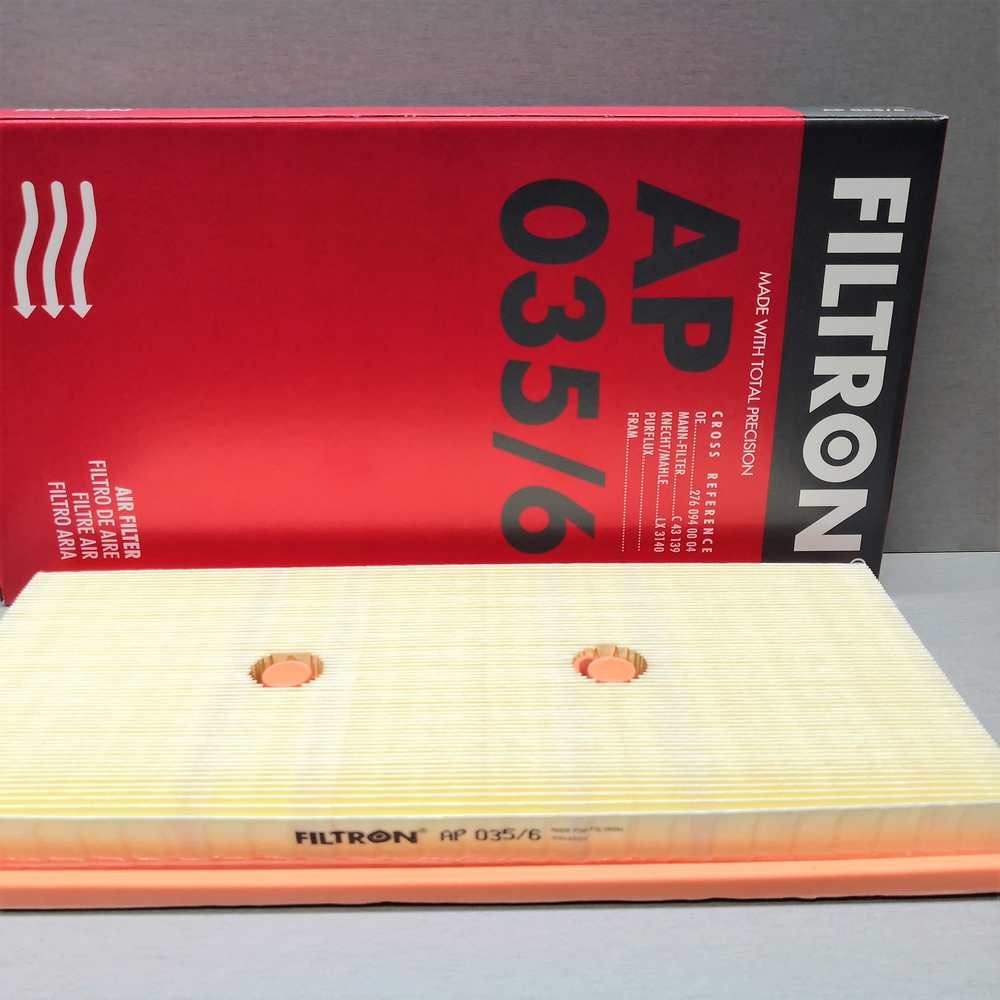 FILTRON
MADE WITH TOTAL PRECISION
AP
035/6
CROSS REFERENCE
OE....................276 094 00 04
MANN-FILTER............C 43 139
KNECHT/MAHLE..........LX 3140
PURFLUX..........................
FRAM..............................
AIR FILTER
FILTRO DE AIRE
FILTRE AIR
FILTRO ARIA
FILTRON® AP 035/6